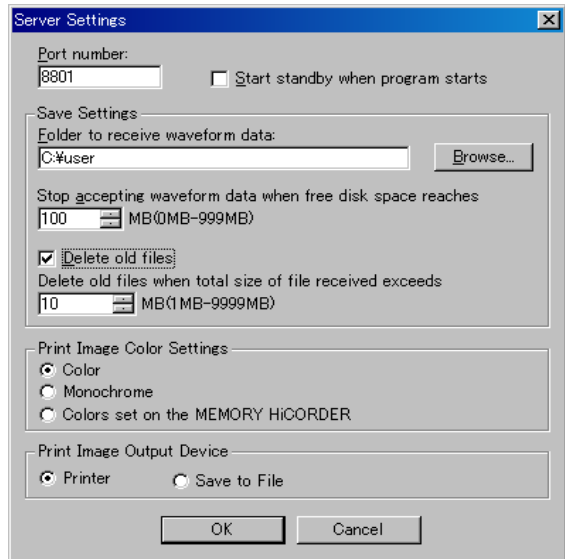 Server Settings
Port number:
8801
Start standby when program starts
Save Settings
Folder to receive waveform data:
C:¥user
Browse...
Stop accepting waveform data when free disk space reaches
100 MB(0MB-999MB)
Delete old files
Delete old files when total size of file received exceeds
10 MB(1MB-9999MB)
Print Image Color Settings
Color
Monochrome
Colors set on the MEMORY HiCORDER
Print Image Output Device
Printer Save to File
OK Cancel